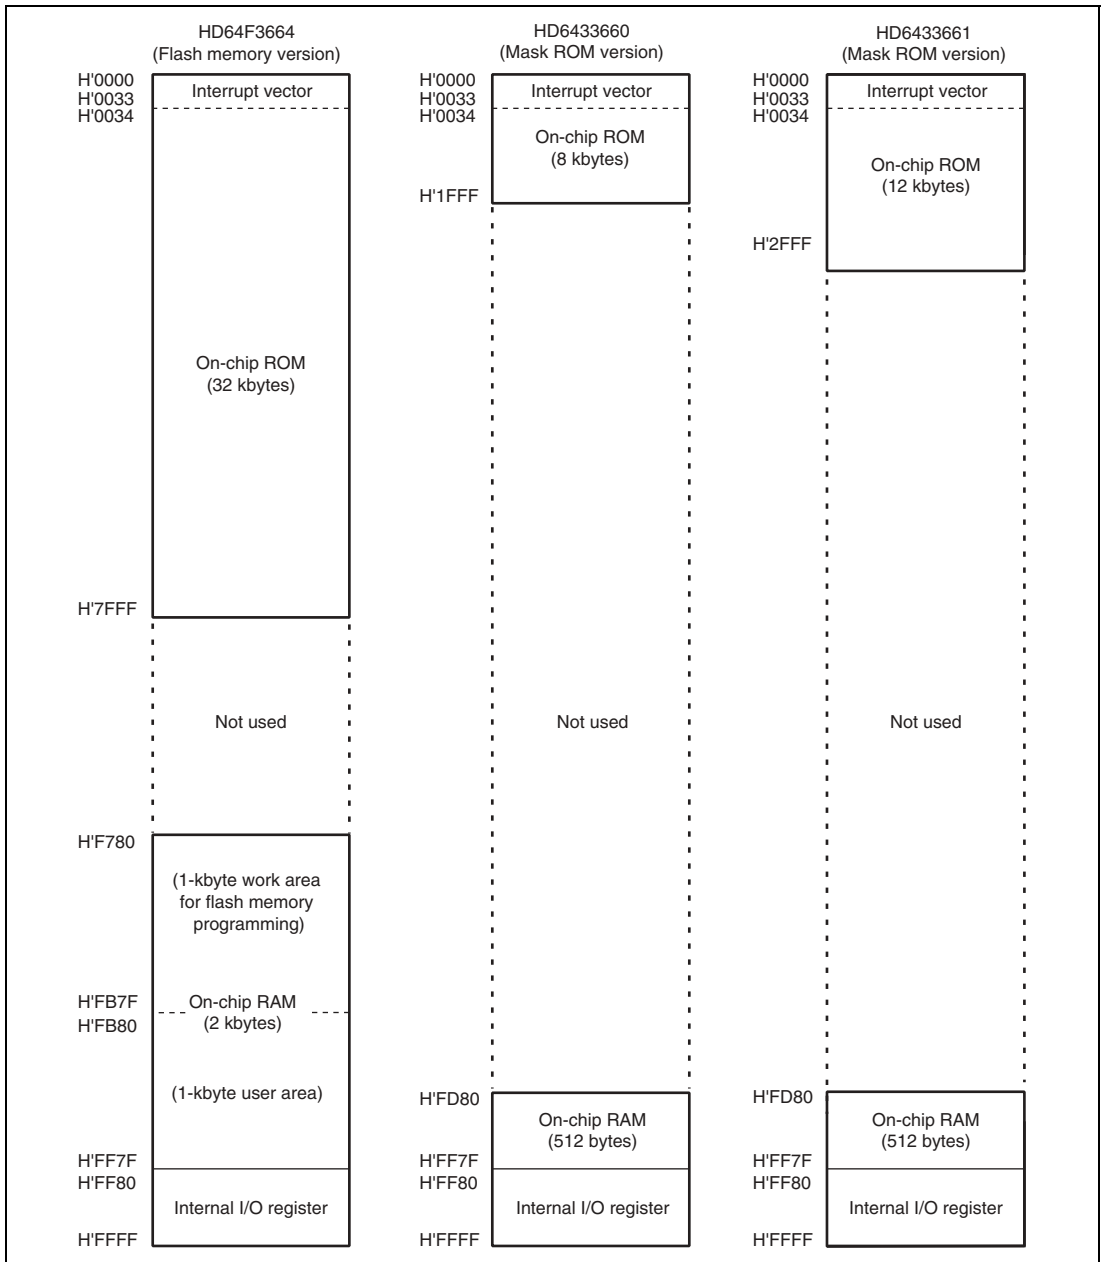 HD64F3664
(Flash memory version)
H'0000
H'0033
H'0034
Interrupt vector
On-chip ROM
(32 kbytes)
H'7FFF
Not used
H'F780
(1-kbyte work area
for flash memory
programming)
H'FB7F
H'FB80
On-chip RAM
(2 kbytes)
(1-kbyte user area)
H'FF7F
H'FF80
Internal I/O register
H'FFFF
HD6433660
(Mask ROM version)
H'0000
H'0033
H'0034
Interrupt vector
On-chip ROM
(8 kbytes)
H'1FFF
Not used
H'FD80
On-chip RAM
(512 bytes)
H'FF7F
H'FF80
Internal I/O register
H'FFFF
HD6433661
(Mask ROM version)
H'0000
H'0033
H'0034
Interrupt vector
On-chip ROM
(12 kbytes)
H'2FFF
Not used
H'FD80
On-chip RAM
(512 bytes)
H'FF7F
H'FF80
Internal I/O register
H'FFFF